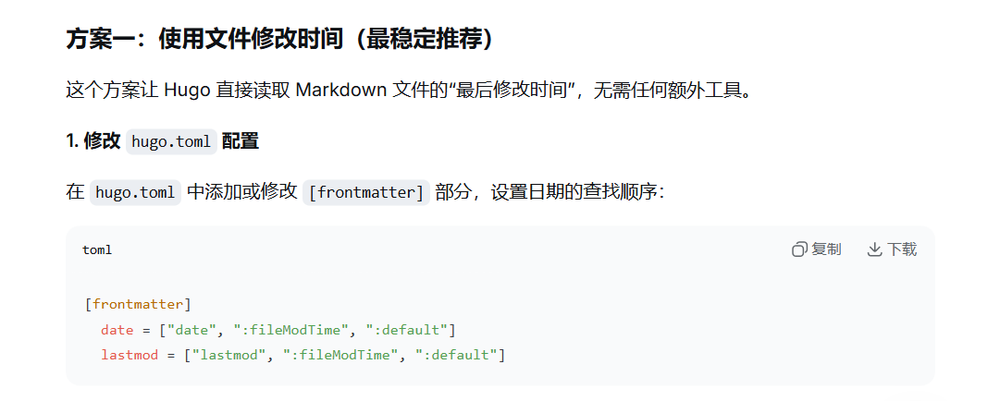 方案一：使用文件修改时间（最稳定推荐）
这个方案让 Hugo 直接读取 Markdown 文件的“最后修改时间”，无需任何额外工具。
1. 修改 hugo.toml 配置
在 hugo.toml 中添加或修改 [frontmatter] 部分，设置日期的查找顺序：
toml 复制 下载
[frontmatter]
  date = ["date", ":fileModTime", ":default"]
  lastmod = ["lastmod", ":fileModTime", ":default"]